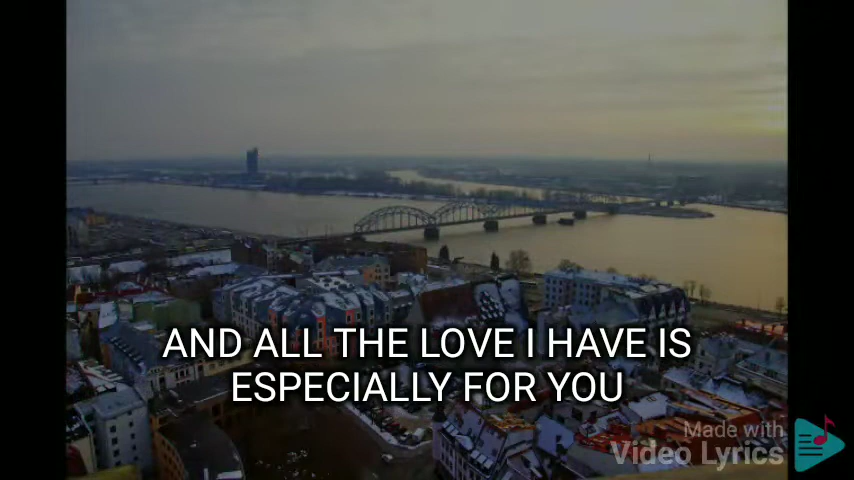 AND ALL THE LOVE I HAVE IS
ESPECIALLY FOR YOU
Made with
Video Lyrics